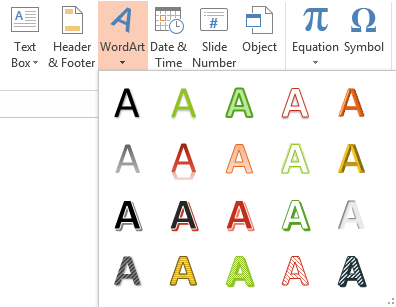 Text Box
Header & Footer
WordArt
Date & Time
Slide Number
Object
π Equation
Ω Symbol
A A A A A
A A A A A
A A A A A
A A A A A